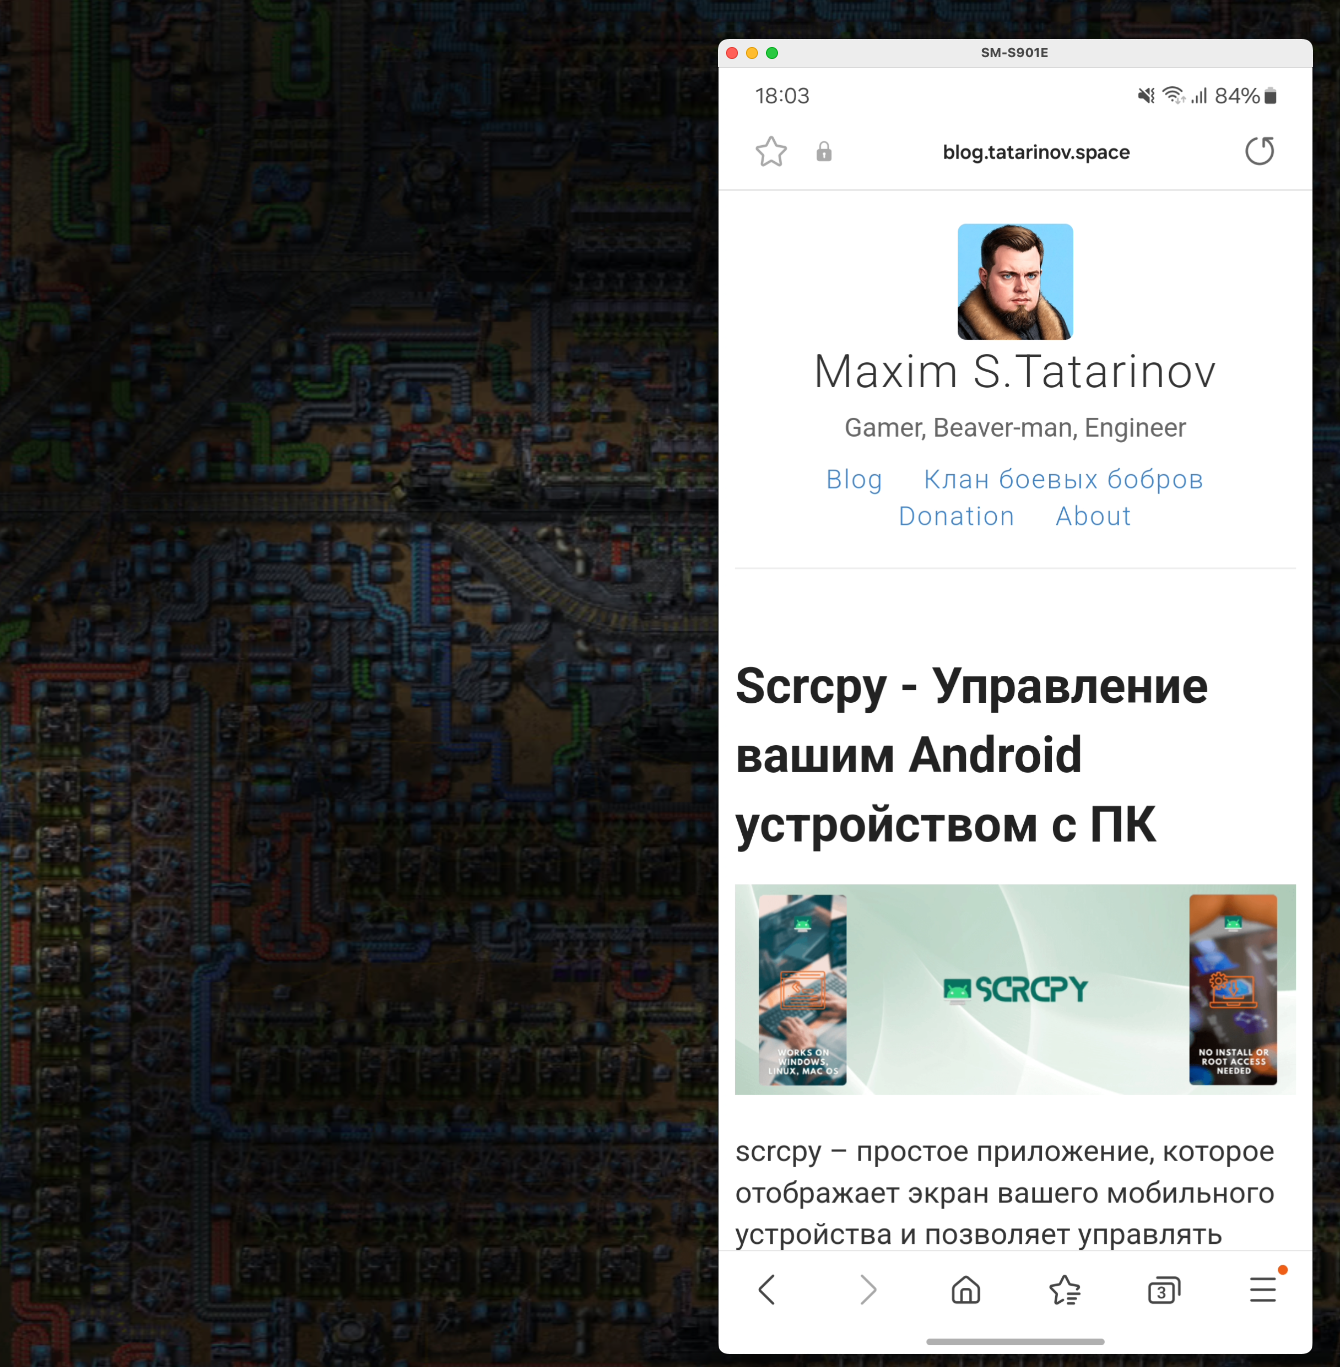 SM-S901E
18:03
84%
blog.tatarinov.space
Maxim S.Tatarinov
Gamer, Beaver-man, Engineer
Blog Клан боевых бобров
Donation About
Scrcpy - Управление
вашим Android
устройством с ПК
SCRCPY
WORKS ON
WINDOWS,
LINUX, MAC OS
NO INSTALL OR
ROOT ACCESS
NEEDED
scrcpy – простое приложение, которое
отображает экран вашего мобильного
устройства и позволяет управлять
3